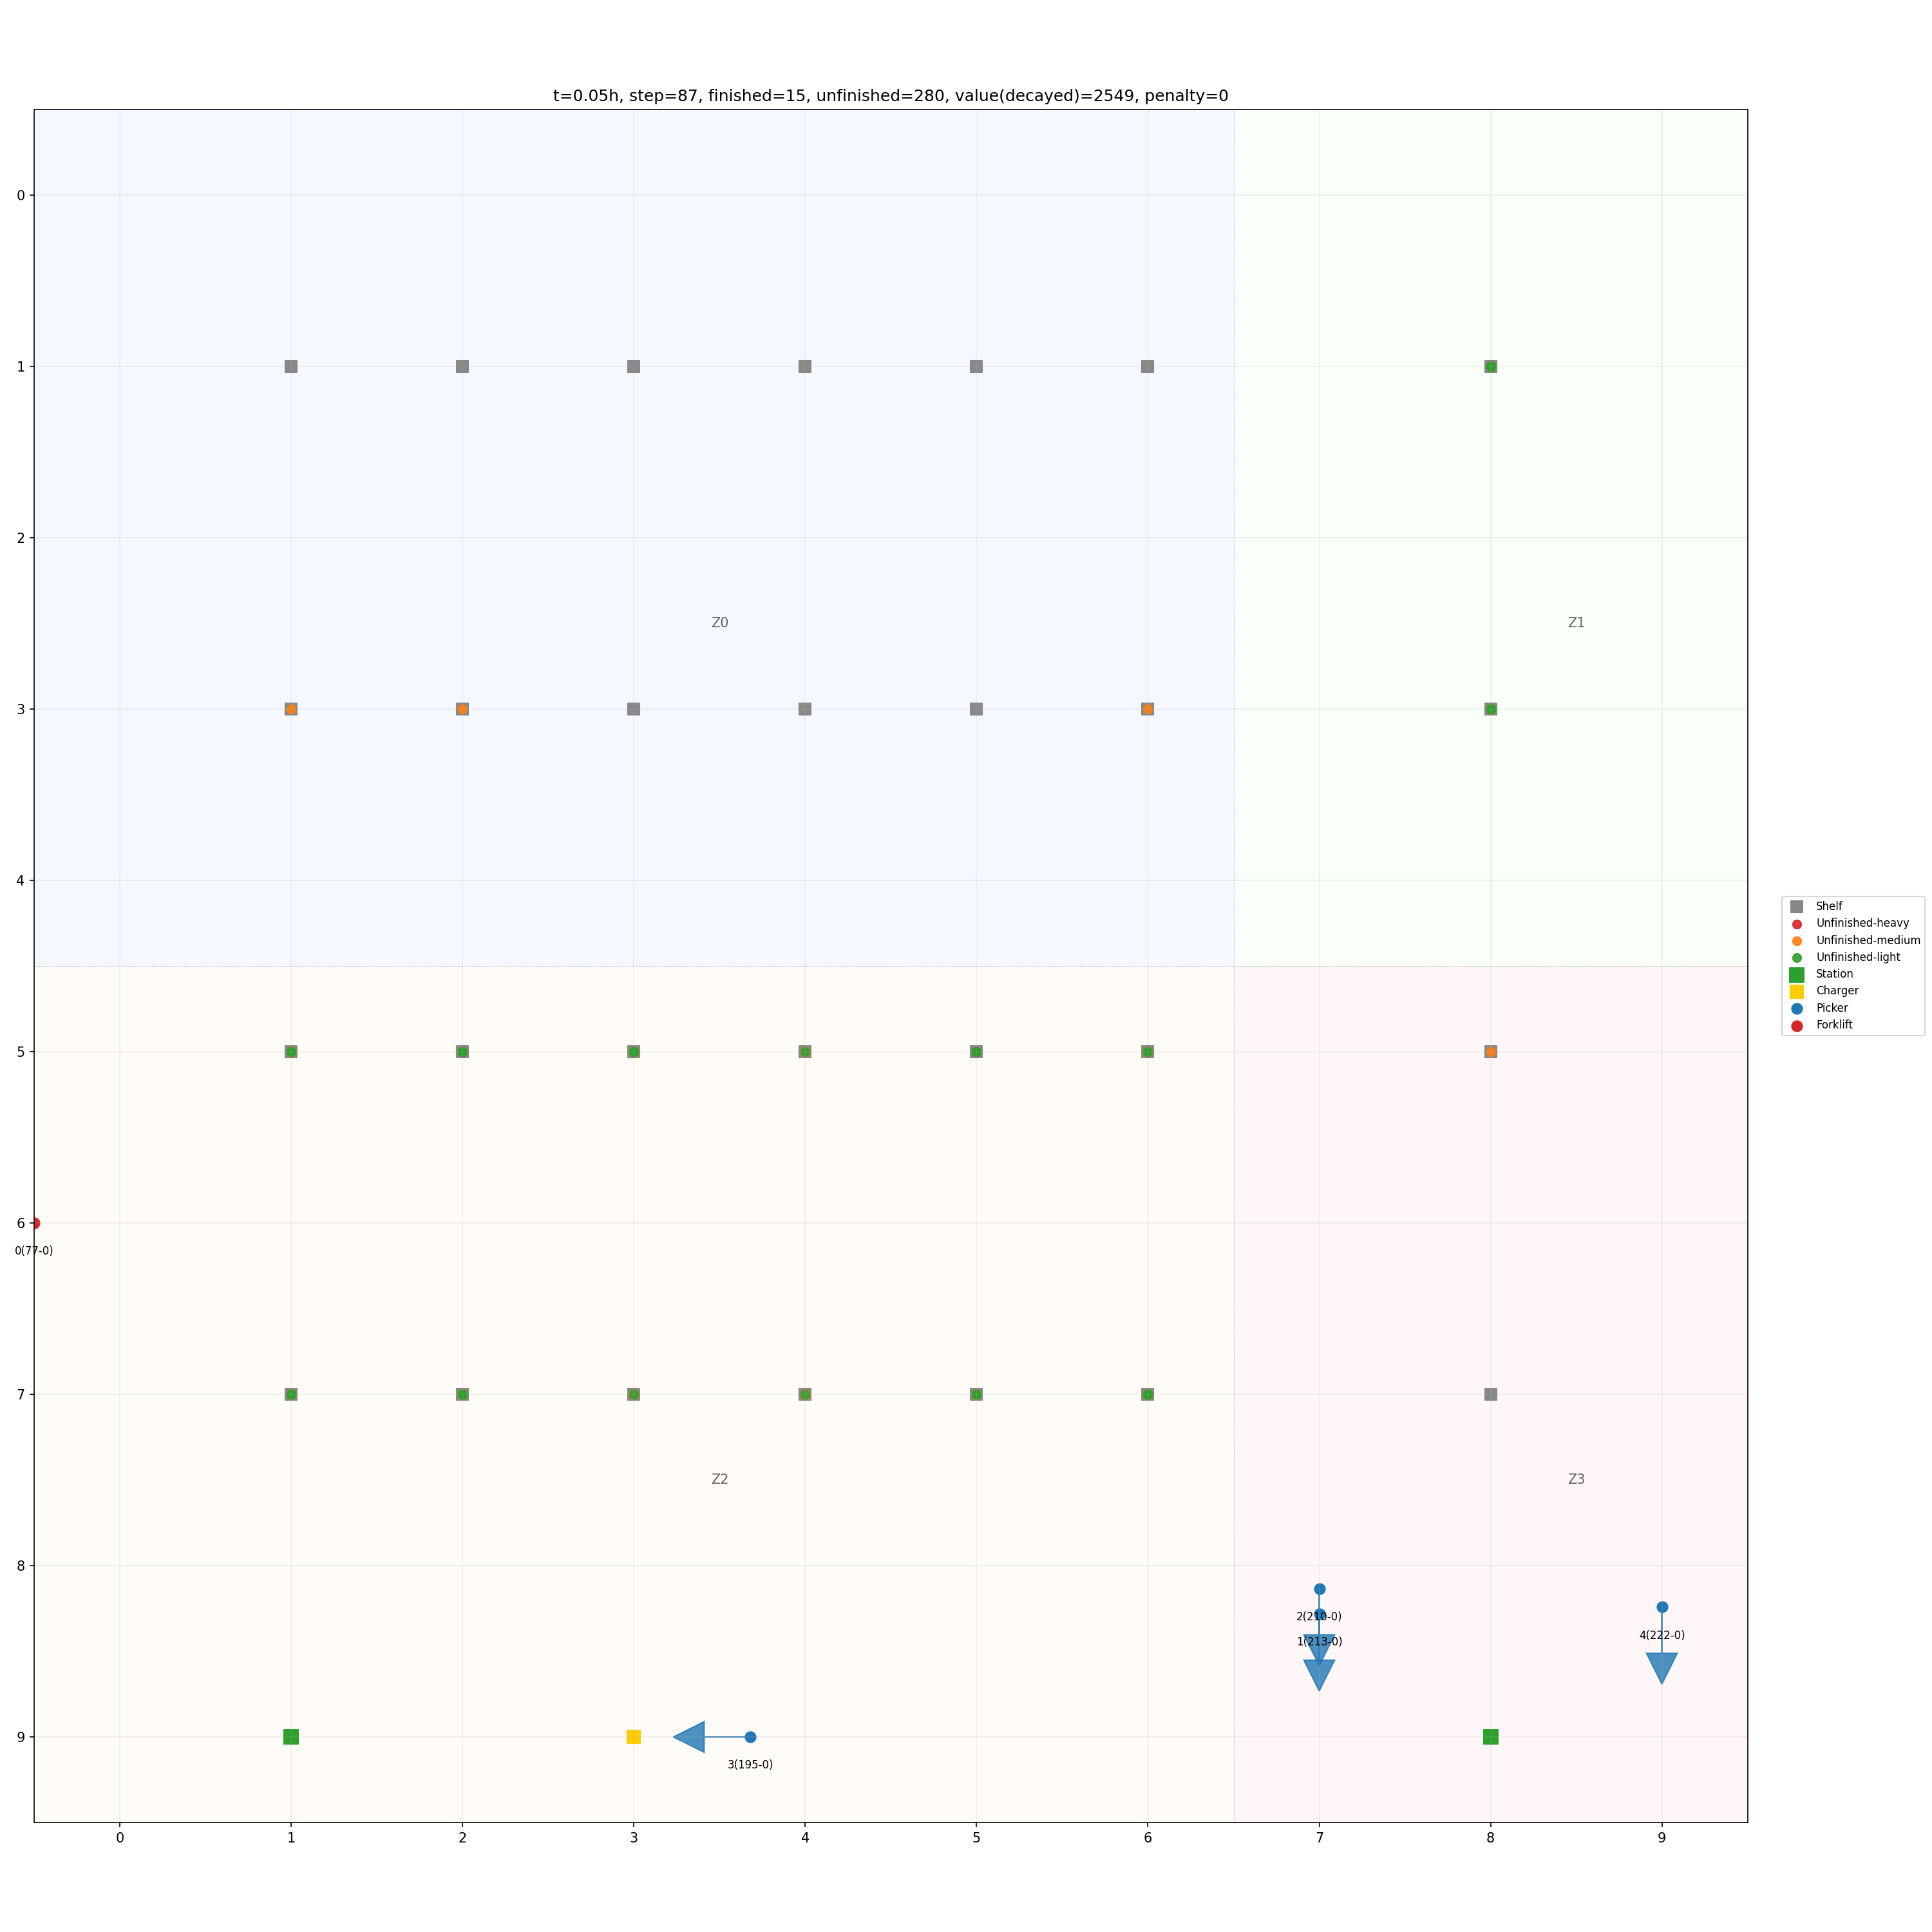 t=0.05h, step=87, finished=15, unfinished=280, value(decayed)=2549, penalty=0
0
1
2
Z0
Z1
3
4
Shelf
Unfinished-heavy
Unfinished-medium
Unfinished-light
Station
Charger
Picker
Forklift
5
6
0(77-0)
7
Z2
Z3
8
2(210-0)
1(213-0)
4(222-0)
9
3(195-0)
0 1 2 3 4 5 6 7 8 9